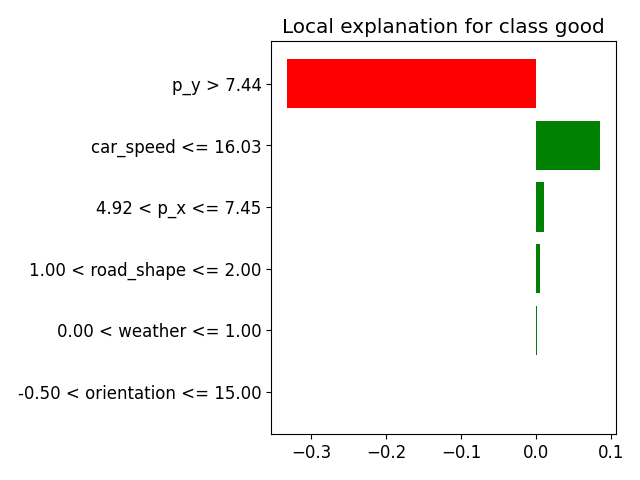 Local explanation for class good
p_y > 7.44
car_speed <= 16.03
4.92 < p_x <= 7.45
1.00 < road_shape <= 2.00
0.00 < weather <= 1.00
-0.50 < orientation <= 15.00
−0.3 −0.2 −0.1 0.0 0.1